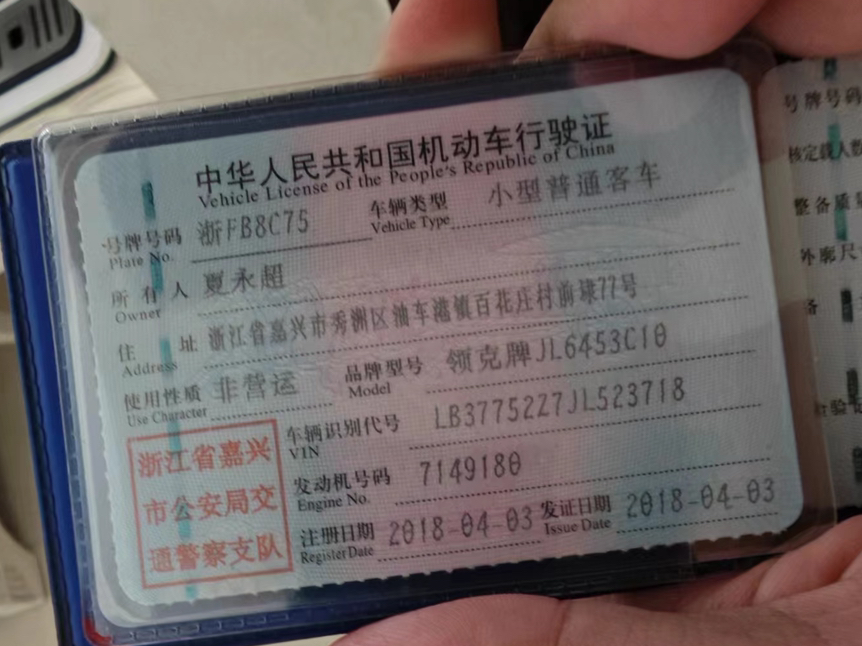 中华人民共和国机动车行驶证
Vehicle License of the People's Republic of China
号牌号码 浙FB8C75 车辆类型 小型普通客车
Plate No. Vehicle Type
所有人 夏永超
Owner
住址 浙江省嘉兴市秀洲区油车港镇百花庄村前埭77号
Address
使用性质 非营运 品牌型号 领克牌JL6453C10
Use Character Model
车辆识别代号 LB3775227JL523718
VIN
发动机号码 7149180
Engine No.
注册日期 2018-04-03 发证日期 2018-04-03
Register Date Issue Date
浙江省嘉兴
市公安局交
通警察支队
号牌号码
核定载人数
整备质量
外廓尺
备
检验